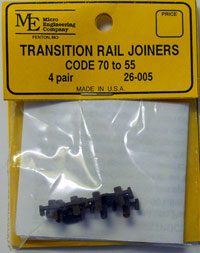 ME Micro Engineering Company
FENTON, MO
PRICE
TRANSITION RAIL JOINERS
CODE 70 to 55
4 pair 26-005
MADE IN U.S.A.